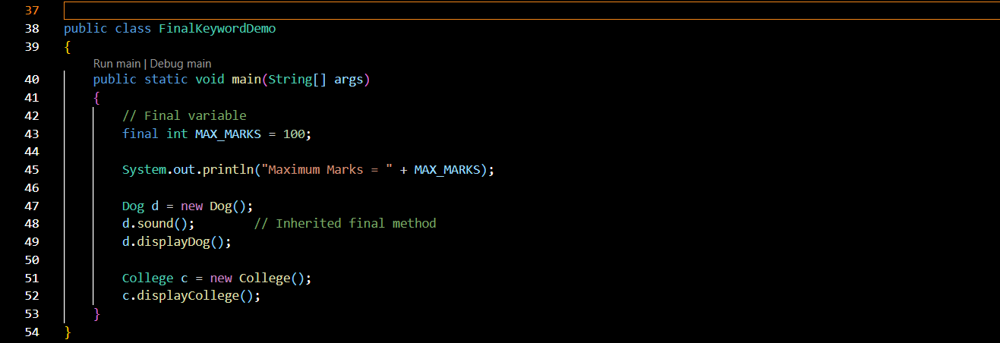 37
38 public class FinalKeywordDemo
39 {
Run main | Debug main
40 public static void main(String[] args)
41 {
42 // Final variable
43 final int MAX_MARKS = 100;
44
45 System.out.println("Maximum Marks = " + MAX_MARKS);
46
47 Dog d = new Dog();
48 d.sound();        // Inherited final method
49 d.displayDog();
50
51 College c = new College();
52 c.displayCollege();
53 }
54 }